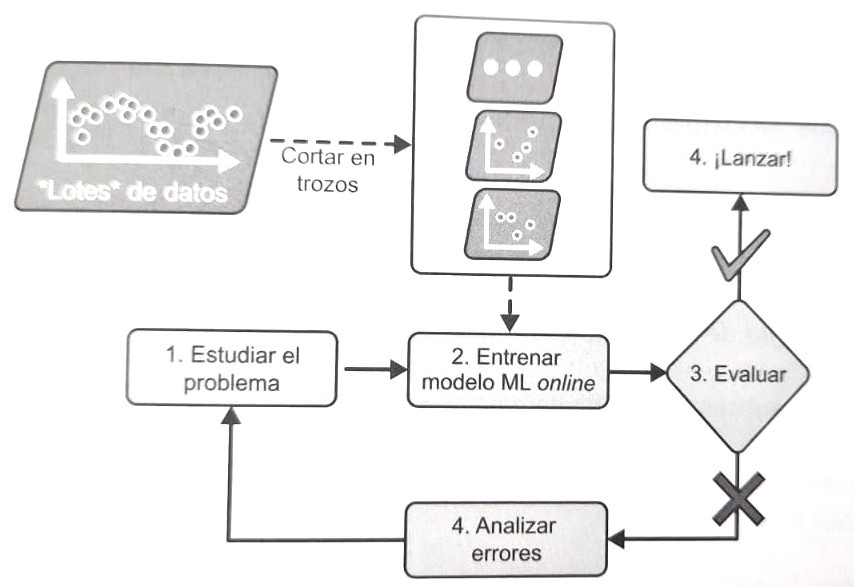 *Lotes* de datos
Cortar en
trozos
4. ¡Lanzar!
1. Estudiar el
problema
2. Entrenar
modelo ML online
3. Evaluar
4. Analizar
errores